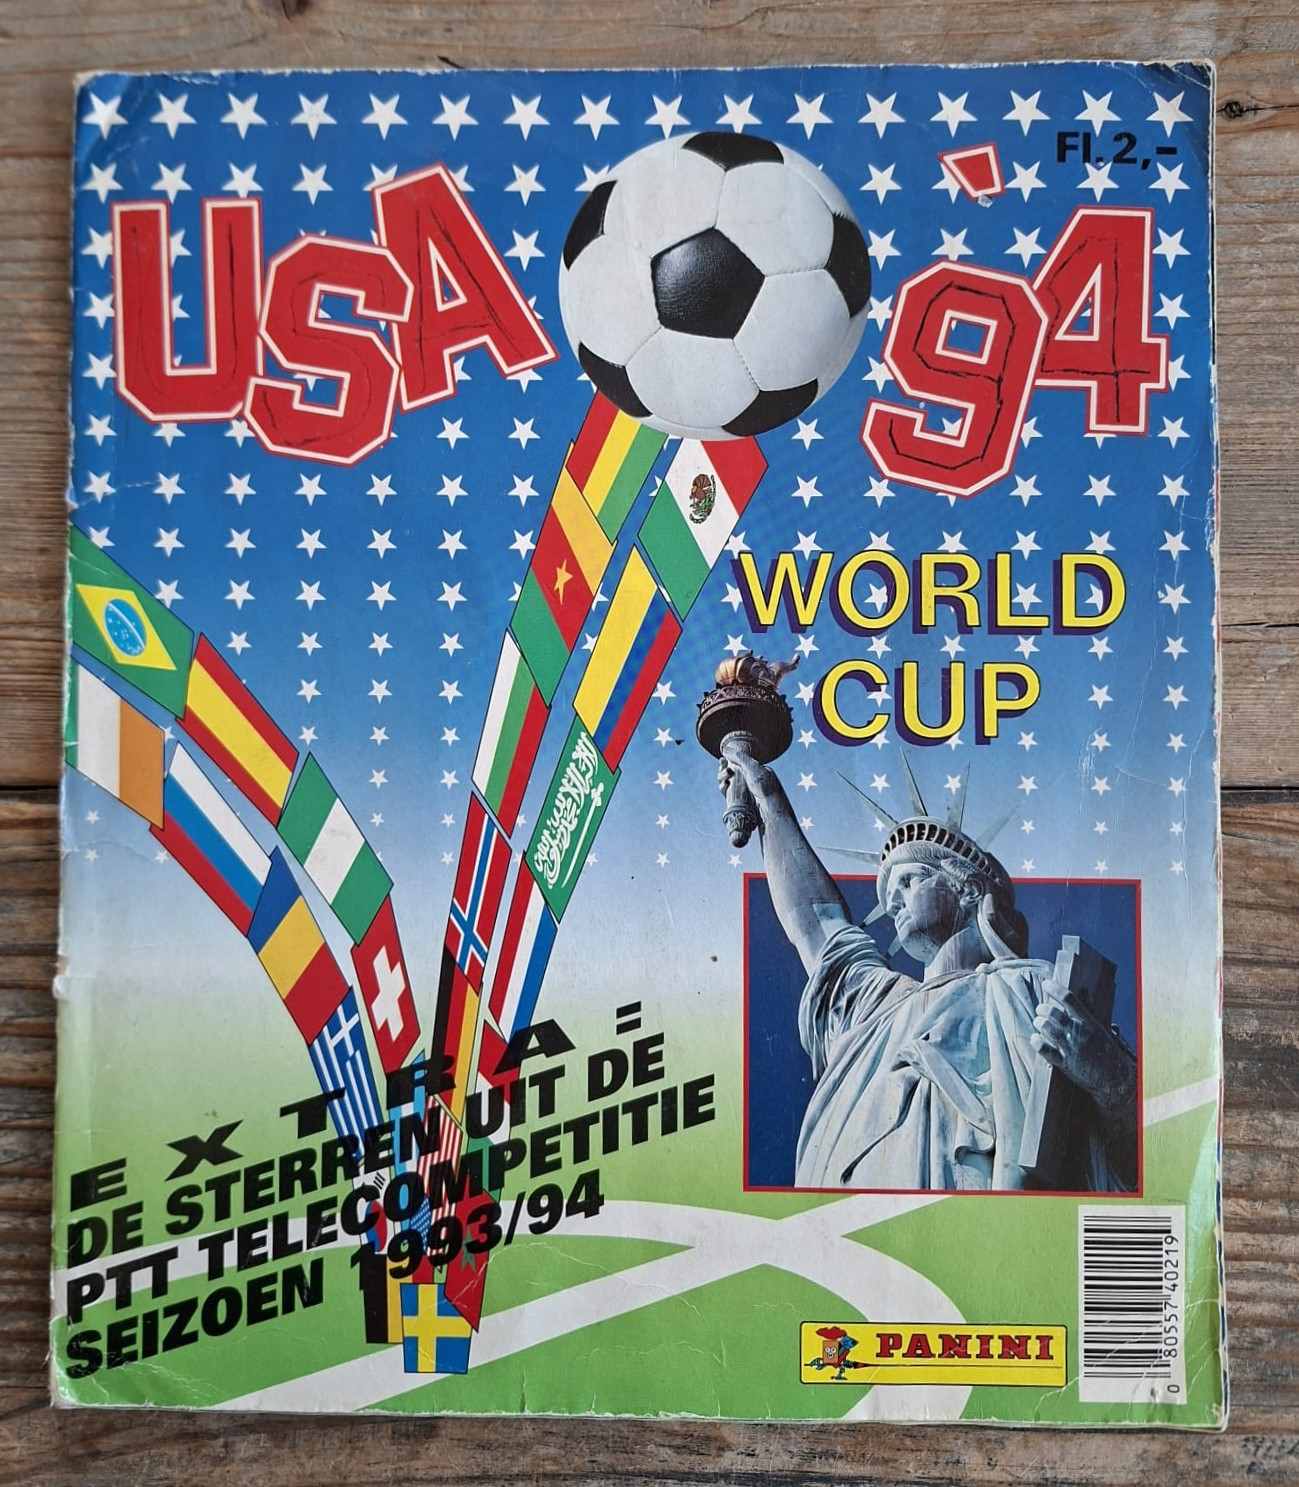 Fl. 2,-
USA '94
WORLD
CUP
EXTRA =
DE STERREN UIT DE
PTT TELECOMPETITIE
SEIZOEN 1993/94
PANINI
0 80557 40219